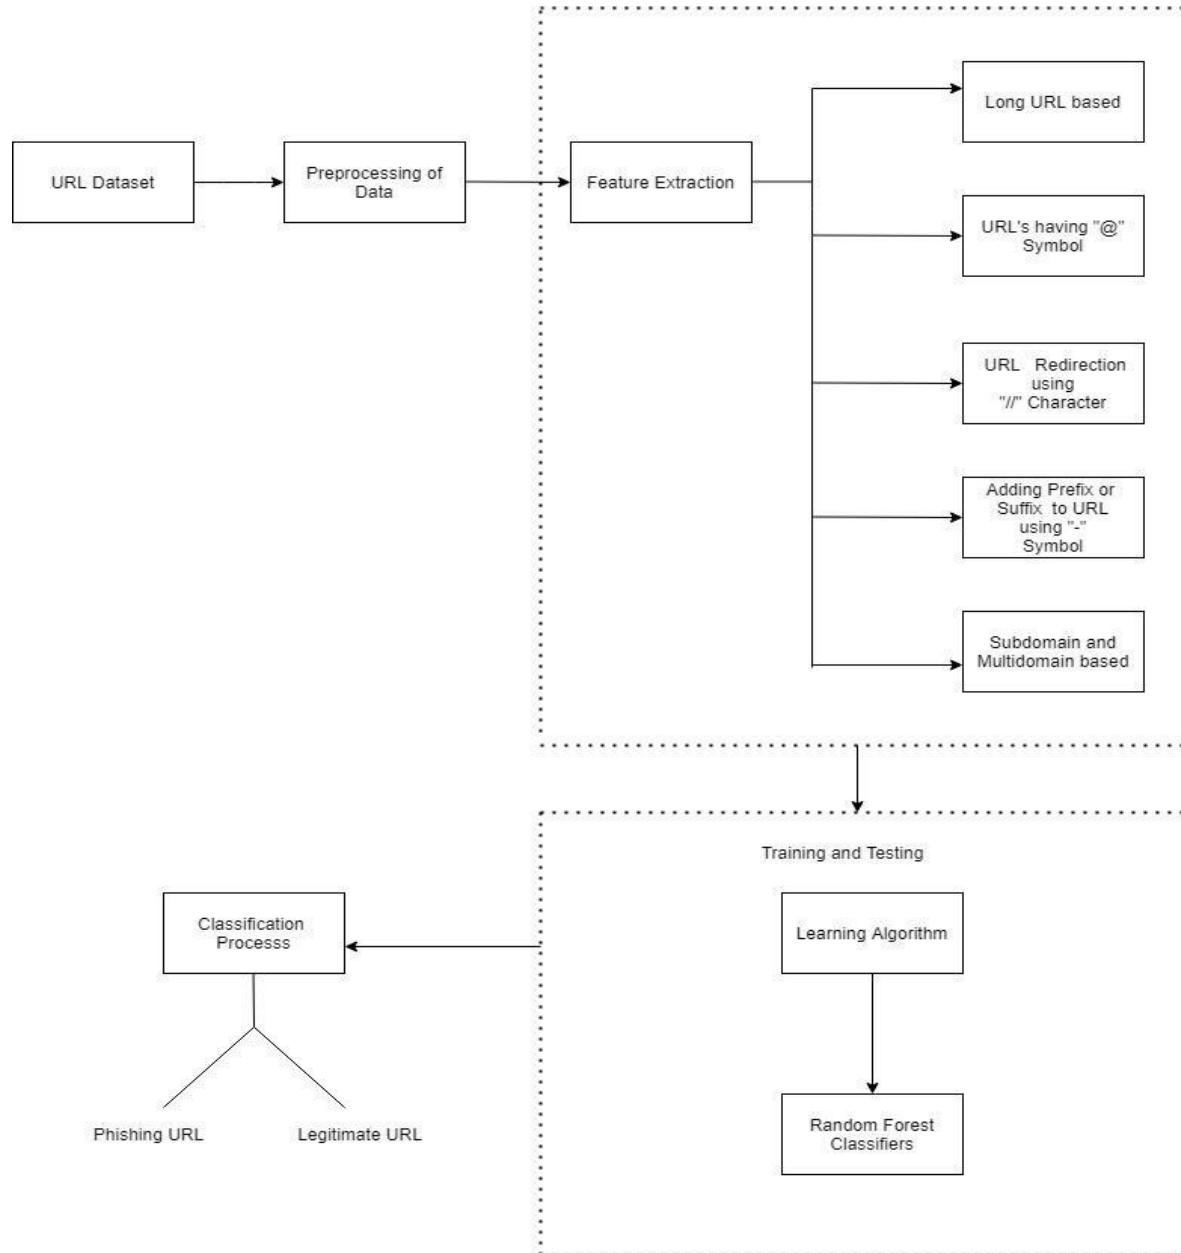 URL Dataset
Preprocessing of
Data
Feature Extraction
Long URL based
URL's having "@"
Symbol
URL Redirection
using
"//" Character
Adding Prefix or
Suffix to URL
using "-"
Symbol
Subdomain and
Multidomain based
Training and Testing
Learning Algorithm
Random Forest
Classifiers
Classification
Processs
Phishing URL
Legitimate URL